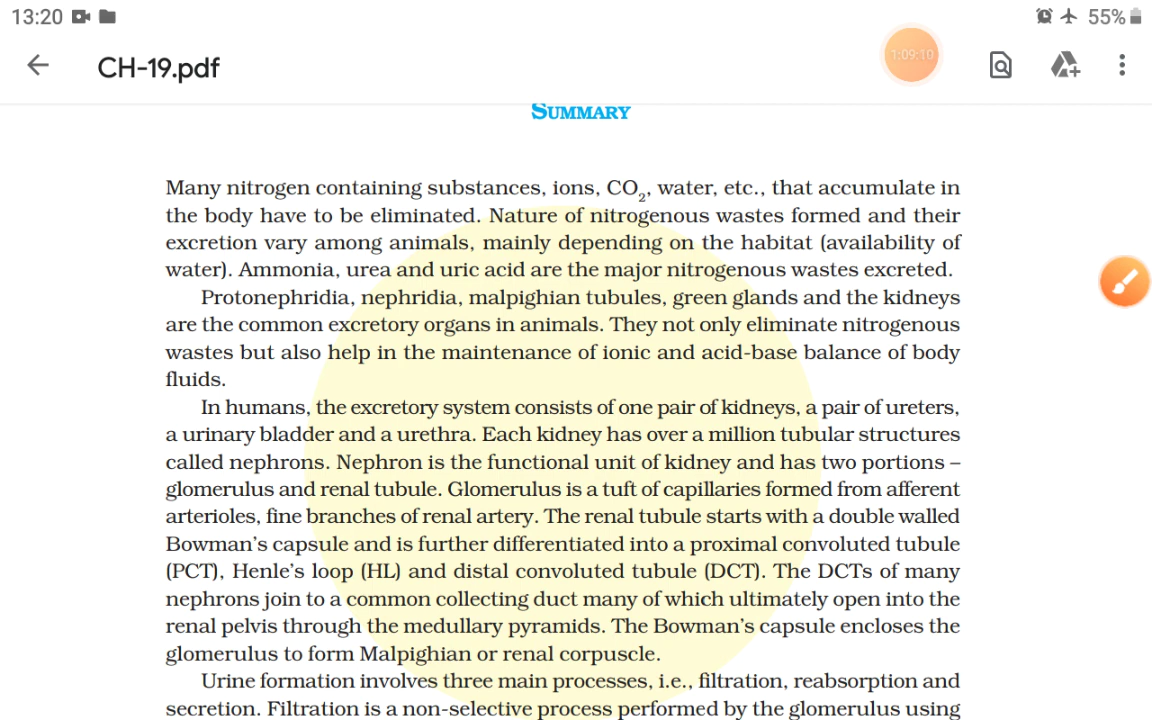 13:20
55%
CH-19.pdf
1:09:10
SUMMARY
Many nitrogen containing substances, ions, CO₂, water, etc., that accumulate in
the body have to be eliminated. Nature of nitrogenous wastes formed and their
excretion vary among animals, mainly depending on the habitat (availability of
water). Ammonia, urea and uric acid are the major nitrogenous wastes excreted.
Protonephridia, nephridia, malpighian tubules, green glands and the kidneys
are the common excretory organs in animals. They not only eliminate nitrogenous
wastes but also help in the maintenance of ionic and acid-base balance of body
fluids.
In humans, the excretory system consists of one pair of kidneys, a pair of ureters,
a urinary bladder and a urethra. Each kidney has over a million tubular structures
called nephrons. Nephron is the functional unit of kidney and has two portions –
glomerulus and renal tubule. Glomerulus is a tuft of capillaries formed from afferent
arterioles, fine branches of renal artery. The renal tubule starts with a double walled
Bowman’s capsule and is further differentiated into a proximal convoluted tubule
(PCT), Henle’s loop (HL) and distal convoluted tubule (DCT). The DCTs of many
nephrons join to a common collecting duct many of which ultimately open into the
renal pelvis through the medullary pyramids. The Bowman’s capsule encloses the
glomerulus to form Malpighian or renal corpuscle.
Urine formation involves three main processes, i.e., filtration, reabsorption and
secretion. Filtration is a non-selective process performed by the glomerulus using